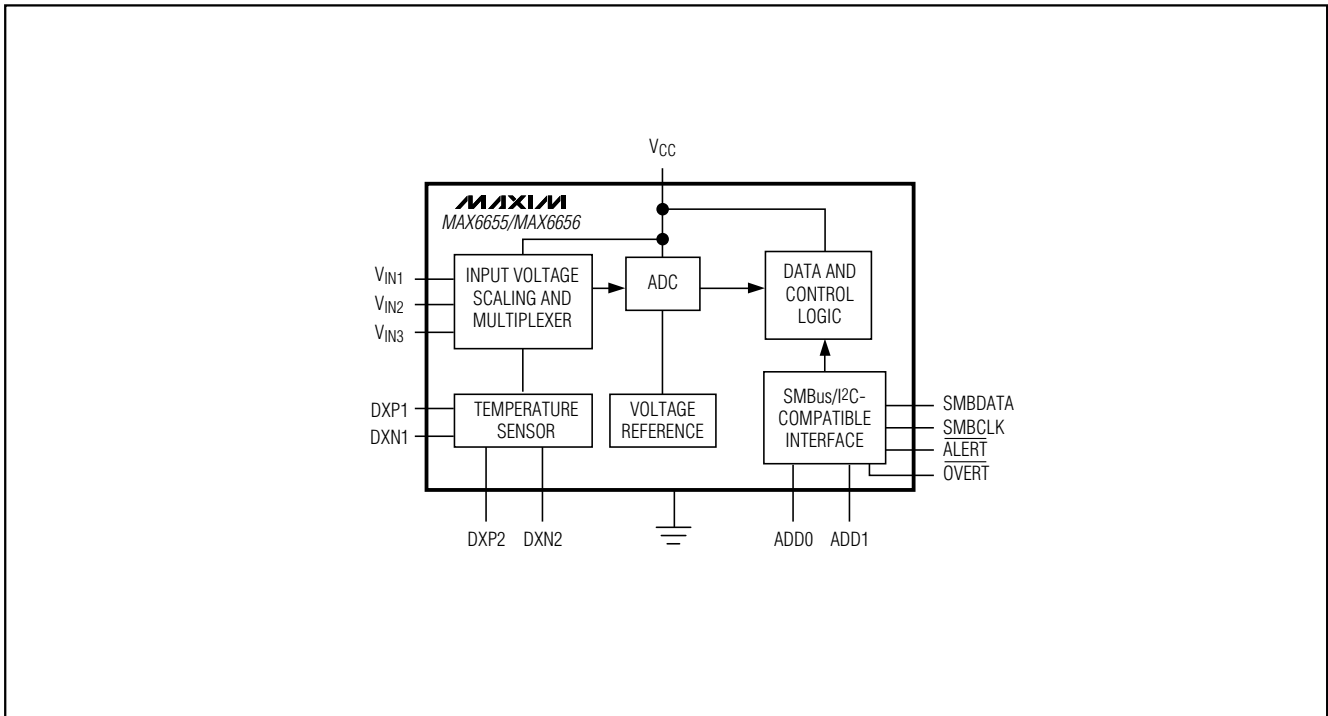 VCC
MAXIM
MAX6655/MAX6656
VIN1
VIN2
VIN3
INPUT VOLTAGE
SCALING AND
MULTIPLEXER
ADC
DATA AND
CONTROL
LOGIC
DXP1
DXN1
TEMPERATURE
SENSOR
VOLTAGE
REFERENCE
SMBus/I2C-
COMPATIBLE
INTERFACE
SMBDATA
SMBCLK
ALERT
OVERT
DXP2
DXN2
ADD0
ADD1